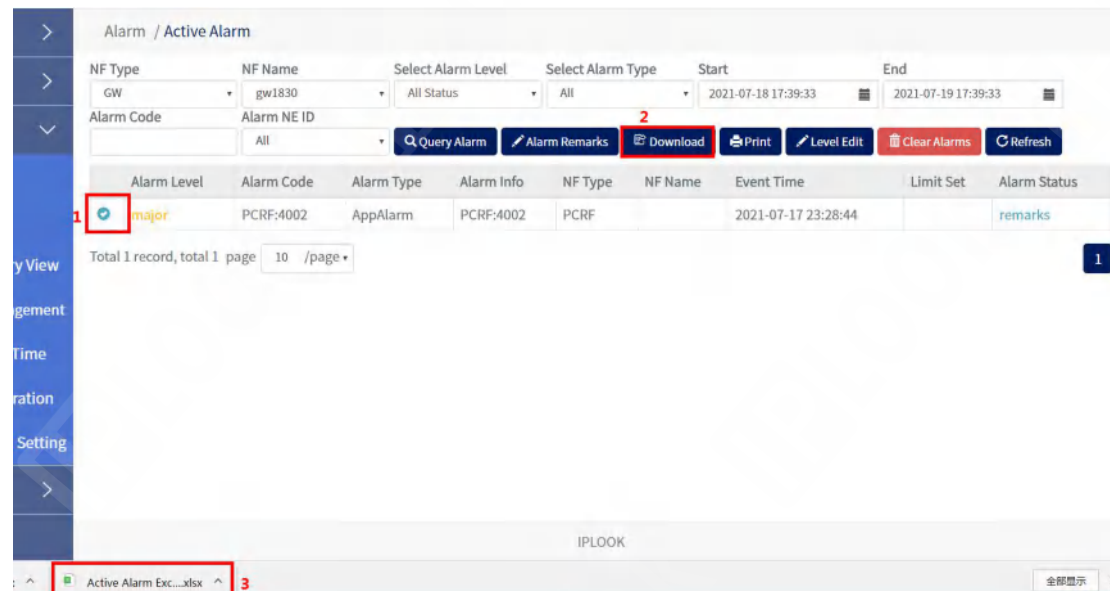 Alarm / Active Alarm
NF Type NF Name Select Alarm Level Select Alarm Type Start End
GW gw1830 All Status All 2021-07-18 17:39:33 2021-07-19 17:39:33
Alarm Code Alarm NE ID
2
All Query Alarm Alarm Remarks Download Print Level Edit Clear Alarms Refresh
Alarm Level Alarm Code Alarm Type Alarm Info NF Type NF Name Event Time Limit Set Alarm Status
1 major PCRF:4002 AppAlarm PCRF:4002 PCRF 2021-07-17 23:28:44 remarks
Total 1 record, total 1 page 10 /page 1
y View
gement
Time
ration
Setting
IPLOOK
Active Alarm Exc....xlsx 3 全部显示